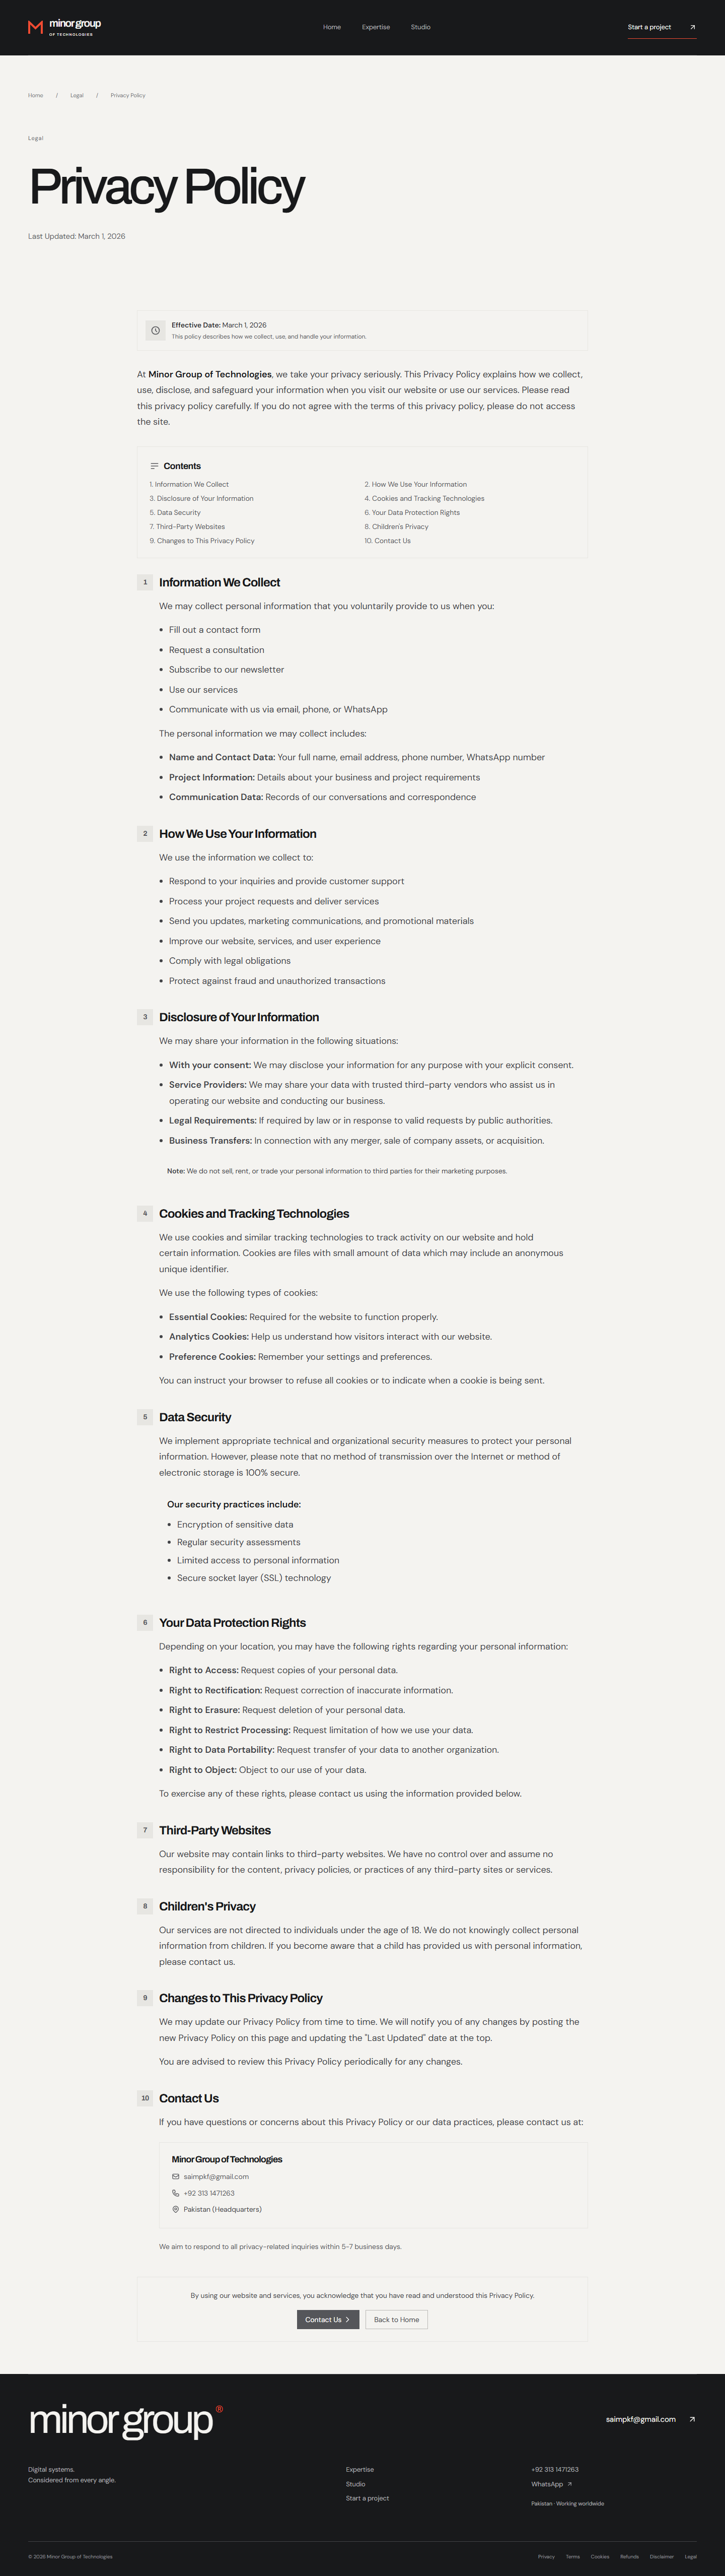 minor group
OF TECHNOLOGIES
Home
Expertise
Studio
Start a project
Home / Legal / Privacy Policy
Legal
Privacy Policy
Last Updated: March 1, 2026
Effective Date: March 1, 2026
This policy describes how we collect, use, and handle your information.
At Minor Group of Technologies, we take your privacy seriously. This Privacy Policy explains how we collect,
use, disclose, and safeguard your information when you visit our website or use our services. Please read
this privacy policy carefully. If you do not agree with the terms of this privacy policy, please do not access
the site.
Contents
1. Information We Collect
2. How We Use Your Information
3. Disclosure of Your Information
4. Cookies and Tracking Technologies
5. Data Security
6. Your Data Protection Rights
7. Third-Party Websites
8. Children's Privacy
9. Changes to This Privacy Policy
10. Contact Us
1 Information We Collect
We may collect personal information that you voluntarily provide to us when you:
• Fill out a contact form
• Request a consultation
• Subscribe to our newsletter
• Use our services
• Communicate with us via email, phone, or WhatsApp
The personal information we may collect includes:
• Name and Contact Data: Your full name, email address, phone number, WhatsApp number
• Project Information: Details about your business and project requirements
• Communication Data: Records of our conversations and correspondence
2 How We Use Your Information
We use the information we collect to:
• Respond to your inquiries and provide customer support
• Process your project requests and deliver services
• Send you updates, marketing communications, and promotional materials
• Improve our website, services, and user experience
• Comply with legal obligations
• Protect against fraud and unauthorized transactions
3 Disclosure of Your Information
We may share your information in the following situations:
• With your consent: We may disclose your information for any purpose with your explicit consent.
• Service Providers: We may share your data with trusted third-party vendors who assist us in
operating our website and conducting our business.
• Legal Requirements: If required by law or in response to valid requests by public authorities.
• Business Transfers: In connection with any merger, sale of company assets, or acquisition.
Note: We do not sell, rent, or trade your personal information to third parties for their marketing purposes.
4 Cookies and Tracking Technologies
We use cookies and similar tracking technologies to track activity on our website and hold
certain information. Cookies are files with small amount of data which may include an anonymous
unique identifier.
We use the following types of cookies:
• Essential Cookies: Required for the website to function properly.
• Analytics Cookies: Help us understand how visitors interact with our website.
• Preference Cookies: Remember your settings and preferences.
You can instruct your browser to refuse all cookies or to indicate when a cookie is being sent.
5 Data Security
We implement appropriate technical and organizational security measures to protect your personal
information. However, please note that no method of transmission over the Internet or method of
electronic storage is 100% secure.
Our security practices include:
• Encryption of sensitive data
• Regular security assessments
• Limited access to personal information
• Secure socket layer (SSL) technology
6 Your Data Protection Rights
Depending on your location, you may have the following rights regarding your personal information:
• Right to Access: Request copies of your personal data.
• Right to Rectification: Request correction of inaccurate information.
• Right to Erasure: Request deletion of your personal data.
• Right to Restrict Processing: Request limitation of how we use your data.
• Right to Data Portability: Request transfer of your data to another organization.
• Right to Object: Object to our use of your data.
To exercise any of these rights, please contact us using the information provided below.
7 Third-Party Websites
Our website may contain links to third-party websites. We have no control over and assume no
responsibility for the content, privacy policies, or practices of any third-party sites or services.
8 Children's Privacy
Our services are not directed to individuals under the age of 18. We do not knowingly collect personal
information from children. If you become aware that a child has provided us with personal information,
please contact us.
9 Changes to This Privacy Policy
We may update our Privacy Policy from time to time. We will notify you of any changes by posting the
new Privacy Policy on this page and updating the "Last Updated" date at the top.
You are advised to review this Privacy Policy periodically for any changes.
10 Contact Us
If you have questions or concerns about this Privacy Policy or our data practices, please contact us at:
Minor Group of Technologies
saimpkf@gmail.com
+92 313 1471263
Pakistan (Headquarters)
We aim to respond to all privacy-related inquiries within 5-7 business days.
By using our website and services, you acknowledge that you have read and understood this Privacy Policy.
Contact Us
Back to Home
minor group®
saimpkf@gmail.com
Digital systems.
Considered from every angle.
Expertise
Studio
Start a project
+92 313 1471263
WhatsApp
Pakistan · Working worldwide
© 2026 Minor Group of Technologies
Privacy
Terms
Cookies
Refunds
Disclaimer
Legal